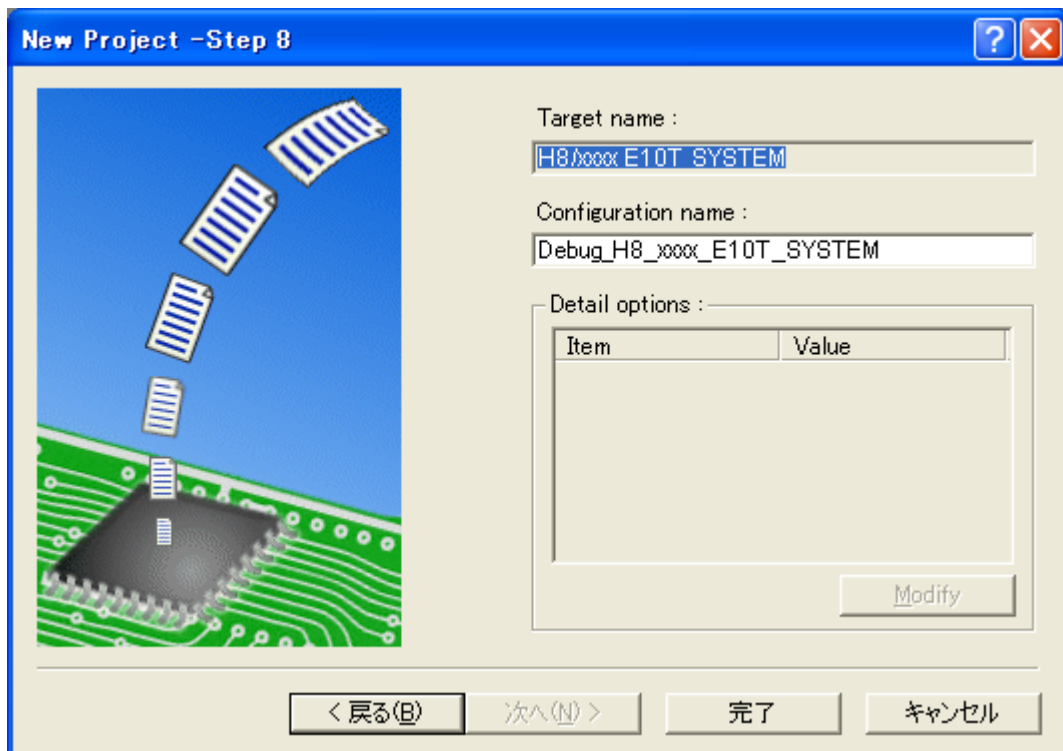 New Project -Step 8
Target name :
H8/xxxx E10T SYSTEM
Configuration name :
Debug_H8_xxxx_E10T_SYSTEM
Detail options :
Item Value
Modify
< 戻る(B) 次へ(N) > 完了 キャンセル